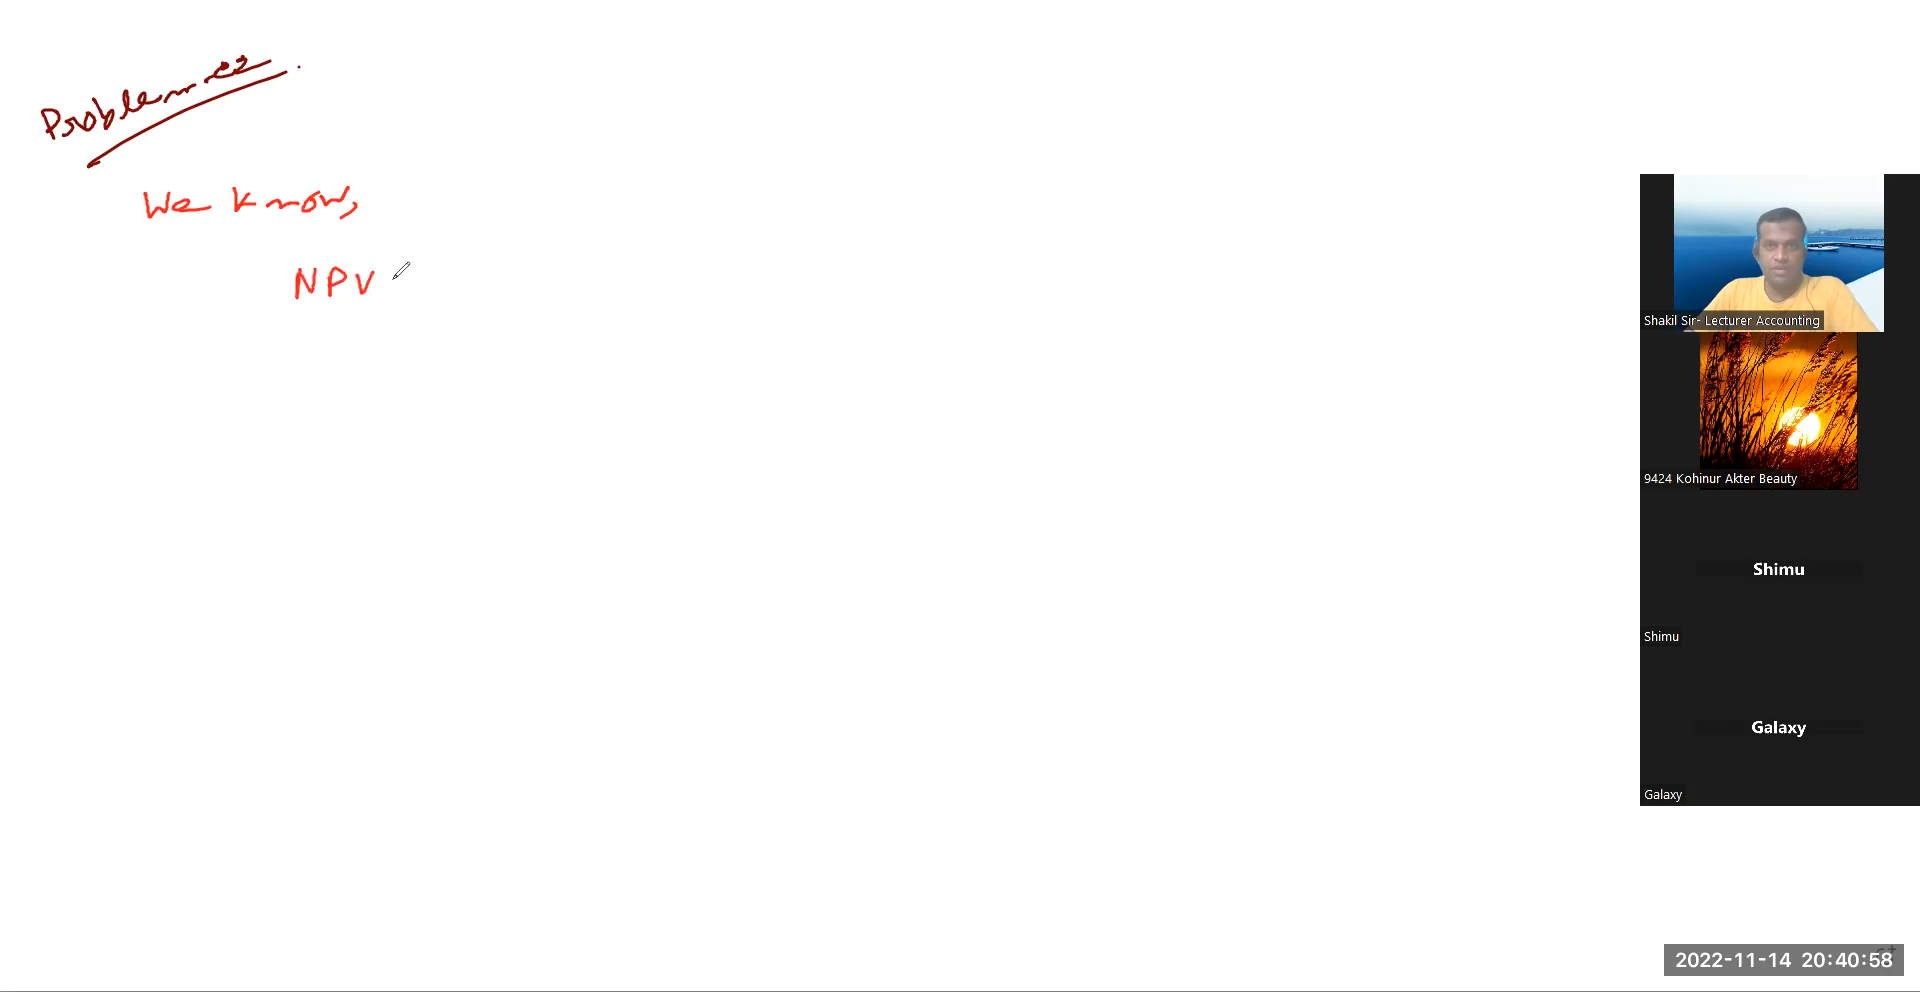 Problem-
We know,
NPV
Shakil Sir- Lecturer Accounting
9424 Kohinur Akter Beauty
Shimu
Shimu
Galaxy
Galaxy
2022-11-14 20:40:58